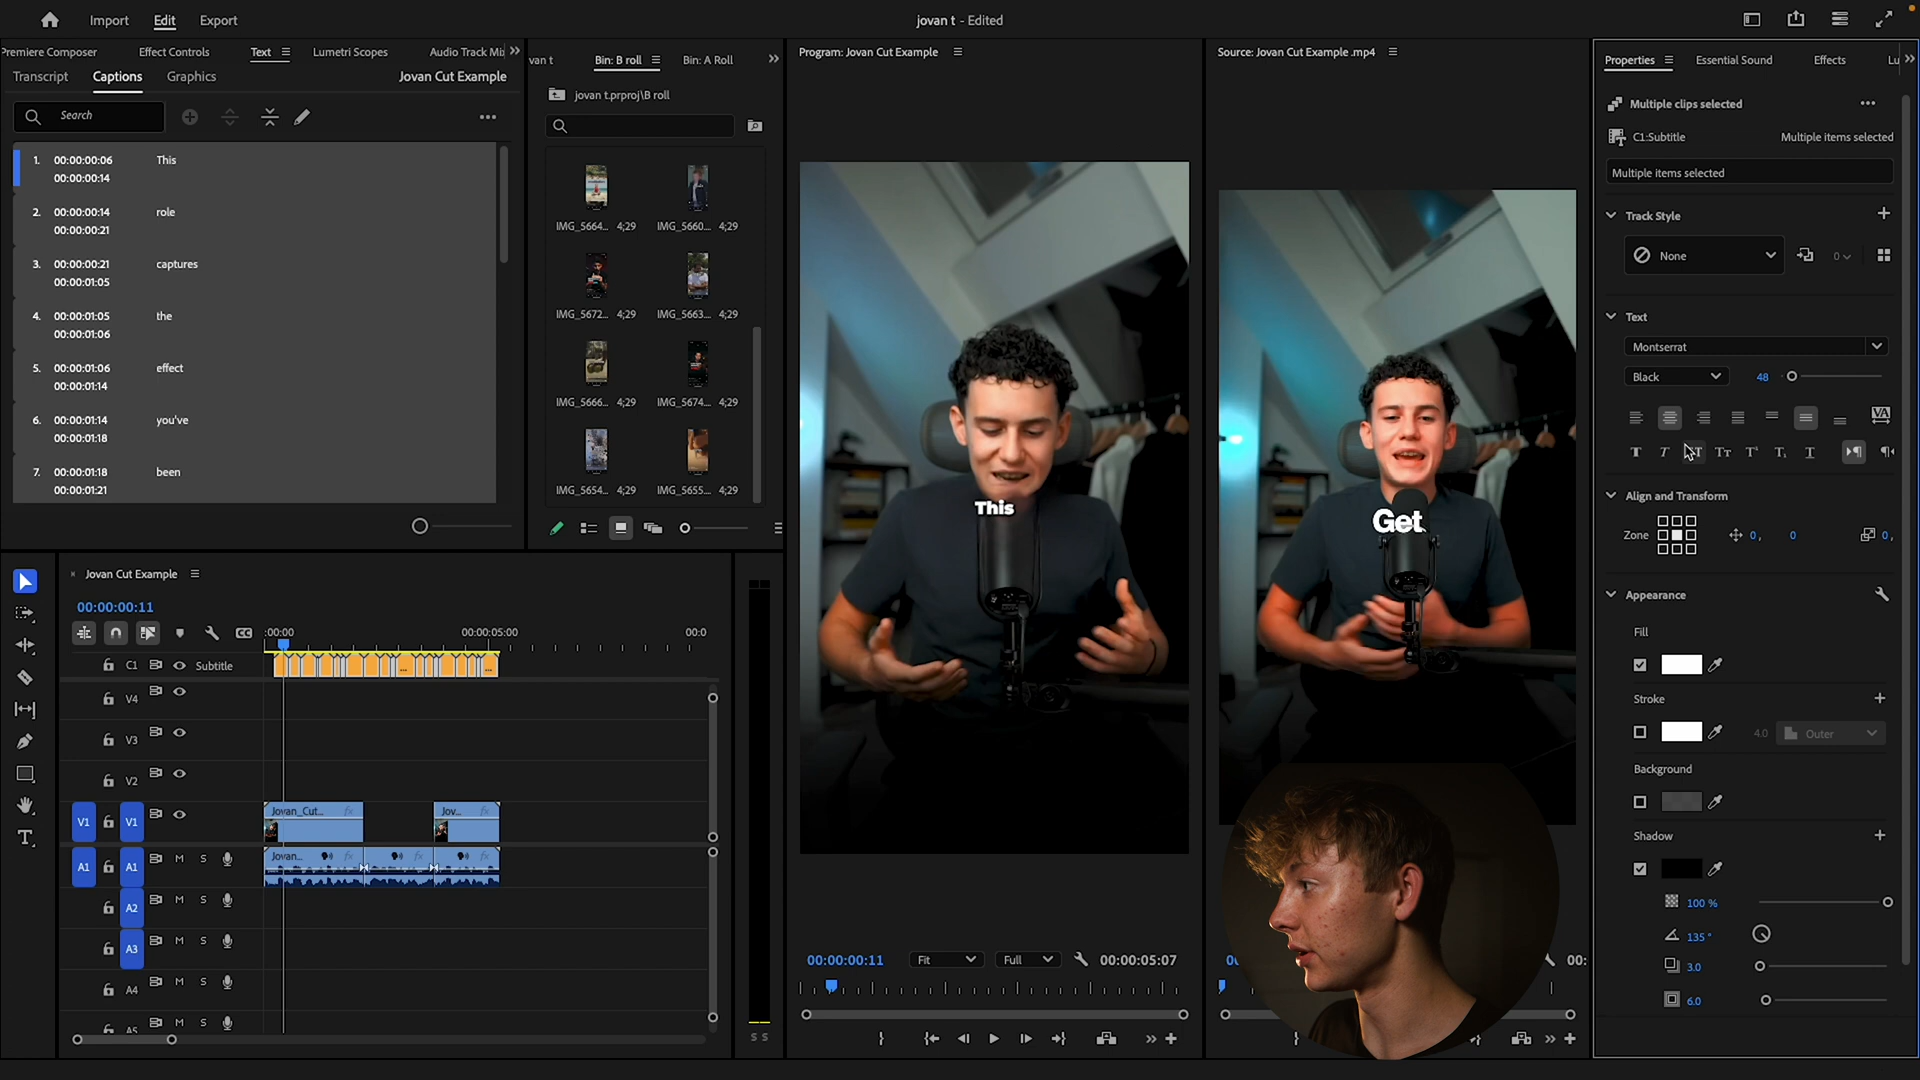 Import
Edit
Export
jovan t - Edited
Premiere Composer
Effect Controls
Text
Lumetri Scopes
Audio Track Mi
Transcript
Captions
Graphics
Jovan Cut Example
Search
1. 00:00:00:06 This
00:00:00:14
2. 00:00:00:14 role
00:00:00:21
3. 00:00:00:21 captures
00:00:01:05
4. 00:00:01:05 the
00:00:01:06
5. 00:00:01:06 effect
00:00:01:14
6. 00:00:01:14 you've
00:00:01:18
7. 00:00:01:18 been
00:00:01:21
van t
Bin: B roll
Bin: A Roll
jovan t.prproj\B roll
IMG_5664... 4;29
IMG_5660... 4;29
IMG_5672... 4;29
IMG_5663... 4;29
IMG_5666... 4;29
IMG_5674... 4;29
IMG_5654... 4;29
IMG_5655... 4;29
Program: Jovan Cut Example
This
00:00:00:11
Fit
Full
00:00:05:07
Source: Jovan Cut Example .mp4
Get
00:
Properties
Essential Sound
Effects
Lu
Multiple clips selected
C1:Subtitle
Multiple items selected
Multiple items selected
Track Style
None
0
Text
Montserrat
Black
48
Align and Transform
Zone
0 ,
0
0 ,
Appearance
Fill
Stroke
4.0
Outer
Background
Shadow
100 %
135 °
3.0
6.0
× Jovan Cut Example
00:00:00:11
:00:00
00:00:05:00
00:0
C1 Subtitle
V4
V3
V2
V1 V1
Jovan_Cut... fx
Jov... fx
A1 A1 M S
Jovan... fx
fx
fx
A2 M S
A3 M S
A4 M S
A5 M S
S S